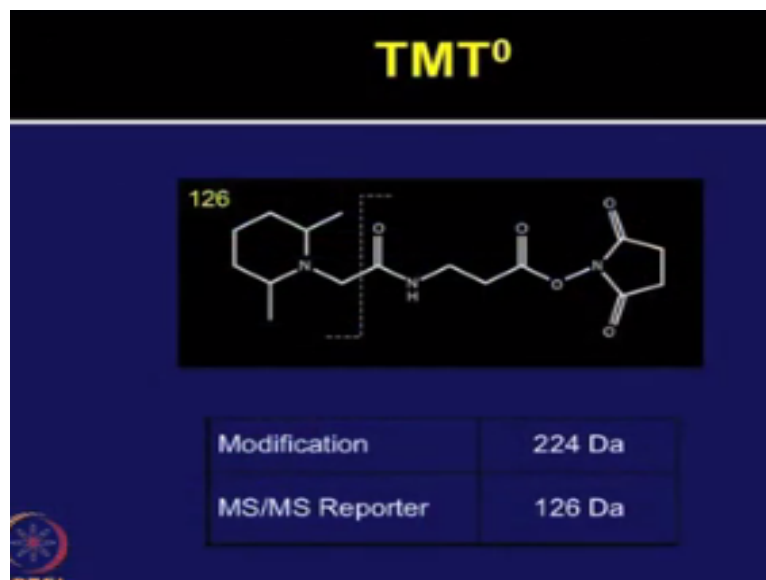 TMT⁰
126
O
O
O
N
N
H
O
N
O
Modification 224 Da
MS/MS Reporter 126 Da